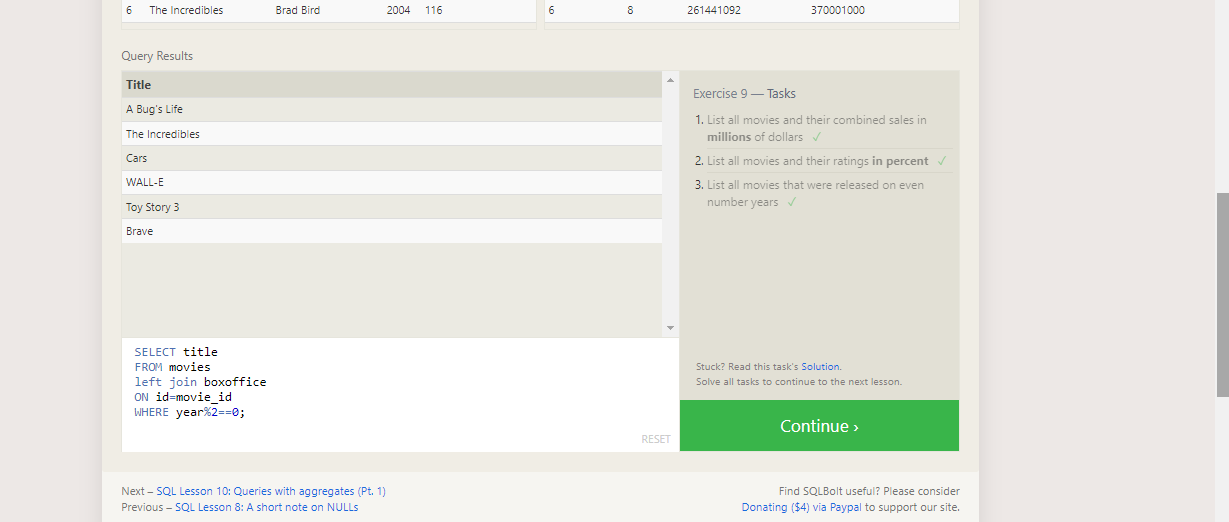 6 The Incredibles Brad Bird 2004 116 6 8 261441092 370001000
Query Results
Title
A Bug's Life
The Incredibles
Cars
WALL-E
Toy Story 3
Brave
Exercise 9 — Tasks
1. List all movies and their combined sales in
millions of dollars ✓
2. List all movies and their ratings in percent ✓
3. List all movies that were released on even
number years ✓
SELECT title
FROM movies
left join boxoffice
ON id=movie_id
WHERE year%2==0;
RESET
Stuck? Read this task's Solution.
Solve all tasks to continue to the next lesson.
Continue ›
Next – SQL Lesson 10: Queries with aggregates (Pt. 1)
Previous – SQL Lesson 8: A short note on NULLs
Find SQLBolt useful? Please consider
Donating ($4) via Paypal to support our site.